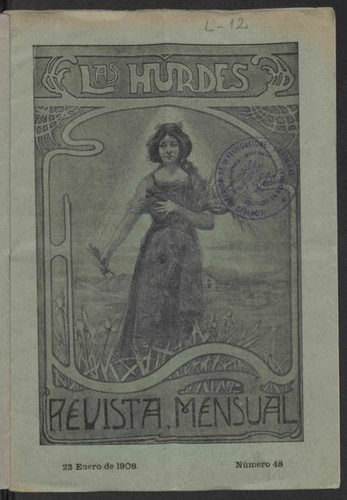 L-12
LAS HURDES
REVISTA MENSUAL
22 Enero de 1908.
Número 48